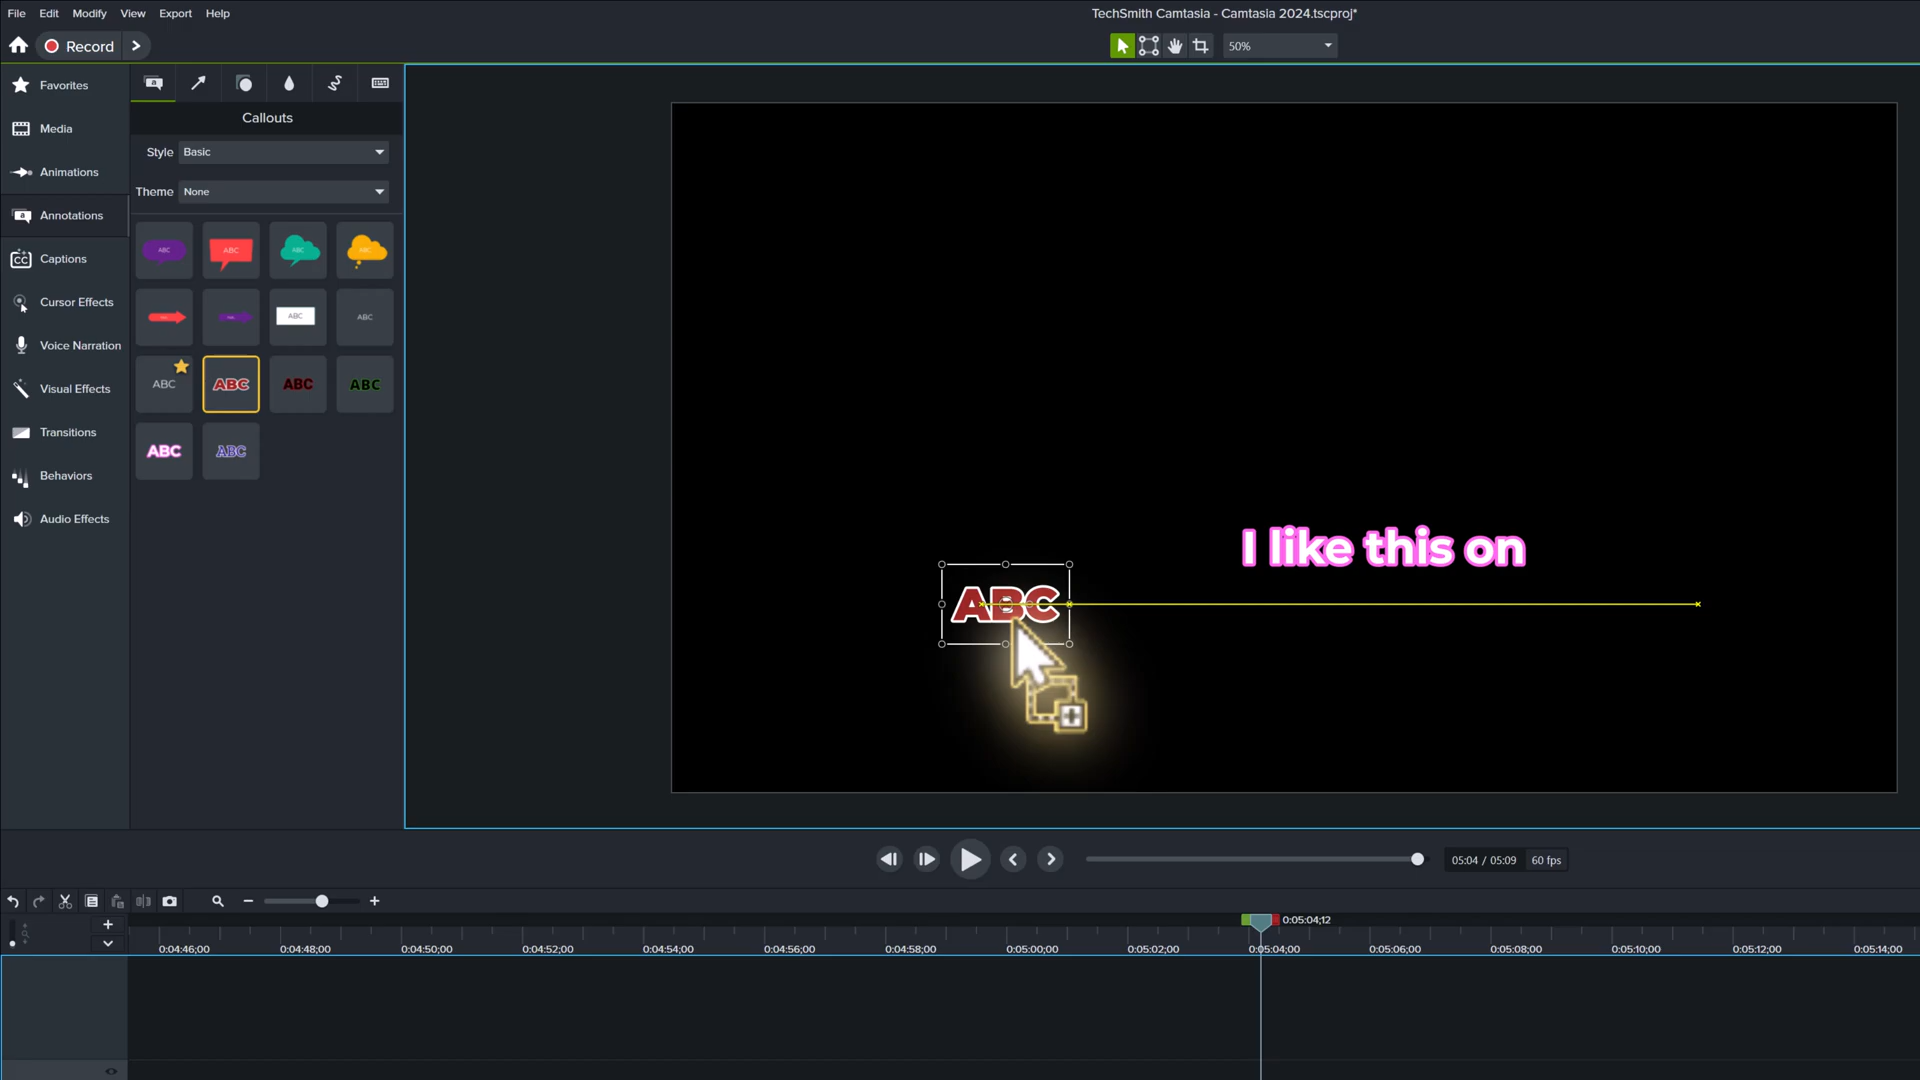 File Edit Modify View Export Help
TechSmith Camtasia - Camtasia 2024.tscproj*
Record
50%
Favorites
Media
Animations
Annotations
Captions
Cursor Effects
Voice Narration
Visual Effects
Transitions
Behaviors
Audio Effects
Callouts
Style Basic
Theme None
ABC ABC ABC ABC
ABC ABC
ABC ABC ABC ABC
ABC ABC
I like this on
ABC
05:04 / 05:09 60 fps
0:05:04;12
0:04:46;00 0:04:48;00 0:04:50;00 0:04:52;00 0:04:54;00 0:04:56;00 0:04:58;00 0:05:00;00 0:05:02;00 0:05:04;00 0:05:06;00 0:05:08;00 0:05:10;00 0:05:12;00 0:05:14;00